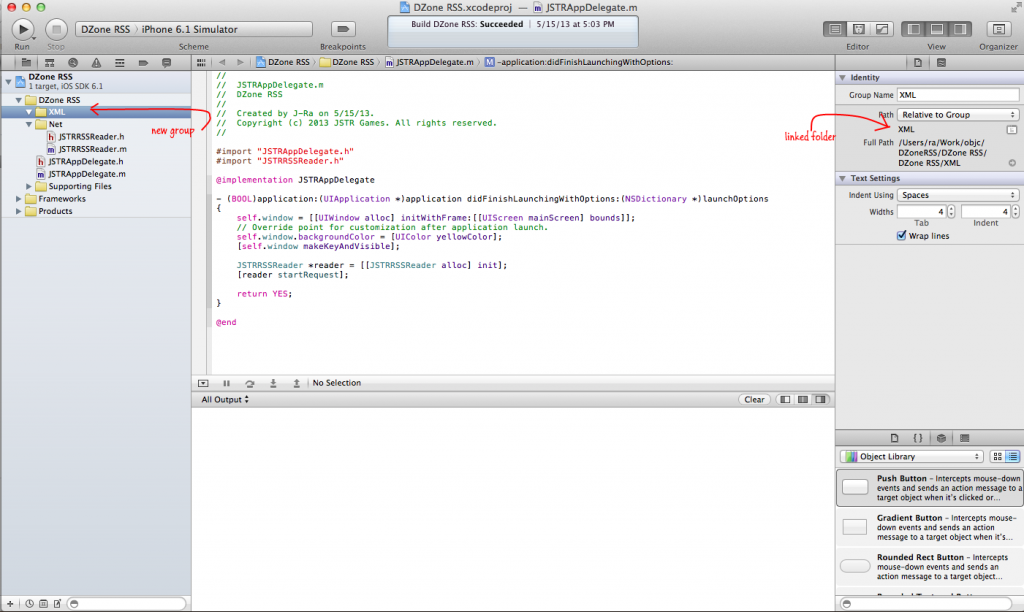 DZone RSS.xcodeproj — JSTRAppDelegate.m
DZone RSS › iPhone 6.1 Simulator
Build DZone RSS: Succeeded | 5/15/13 at 5:03 PM
Run Stop Scheme Breakpoints Editor View Organizer
DZone RSS
1 target, iOS SDK 6.1
DZone RSS
XML
new group
Net
JSTRRSSReader.h
JSTRRSSReader.m
JSTRAppDelegate.h
JSTRAppDelegate.m
Supporting Files
Frameworks
Products
DZone RSS › DZone RSS › JSTRAppDelegate.m › M -application:didFinishLaunchingWithOptions:
//
//  JSTRAppDelegate.m
//  DZone RSS
//
//  Created by J-Ra on 5/15/13.
//  Copyright (c) 2013 JSTR Games. All rights reserved.
//
#import "JSTRAppDelegate.h"
#import "JSTRRSSReader.h"
@implementation JSTRAppDelegate
- (BOOL)application:(UIApplication *)application didFinishLaunchingWithOptions:(NSDictionary *)launchOptions
{
    self.window = [[UIWindow alloc] initWithFrame:[[UIScreen mainScreen] bounds]];
    // Override point for customization after application launch.
    self.window.backgroundColor = [UIColor yellowColor];
    [self.window makeKeyAndVisible];
    JSTRRSSReader *reader = [[JSTRRSSReader alloc] init];
    [reader startRequest];
    return YES;
}
@end
No Selection
All Output
Clear
Identity
Group Name XML
Path Relative to Group
XML
linked folder
Full Path /Users/ra/Work/objc/
DZoneRSS/DZone RSS/
DZone RSS/XML
Text Settings
Indent Using Spaces
Widths 4 4
Tab Indent
Wrap lines
{ }
Object Library
Push Button - Intercepts mouse-down
events and sends an action message to a
target object when it's clicked or...
Gradient Button - Intercepts mouse-
down events and sends an action
message to a target object when it's...
Rounded Rect Button - Intercepts
mouse-down events and sends an
action message to a target object...